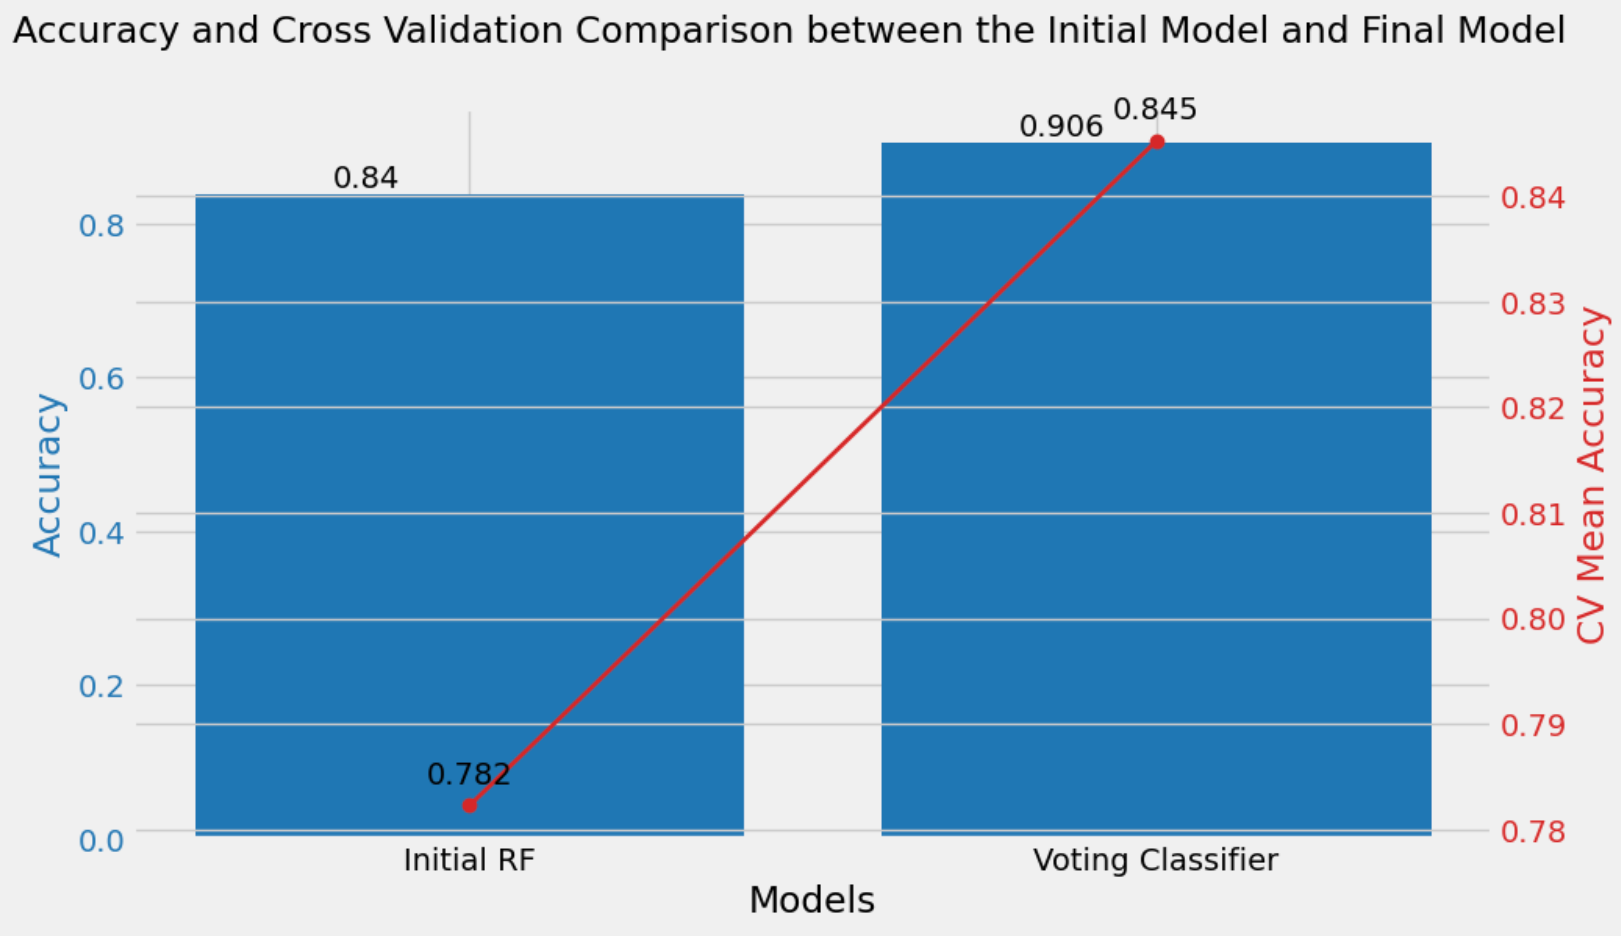 Accuracy and Cross Validation Comparison between the Initial Model and Final Model
0.845
0.906
0.84
0.782
Accuracy
0.8
0.6
0.4
0.2
0.0
0.84
0.83
0.82
0.81
0.80
0.79
0.78
CV Mean Accuracy
Initial RF
Voting Classifier
Models